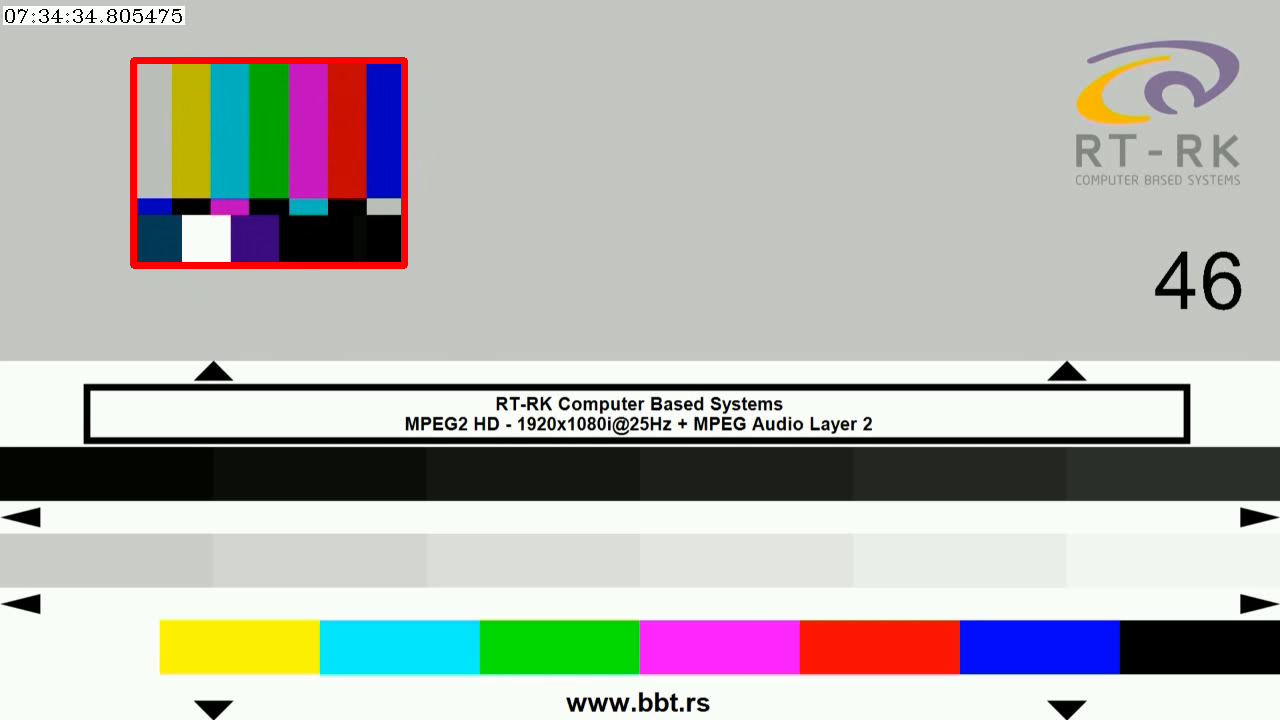 07:34:34.805475
RT-RK
COMPUTER BASED SYSTEMS
46
RT-RK Computer Based Systems
MPEG2 HD - 1920x1080i@25Hz + MPEG Audio Layer 2
www.bbt.rs